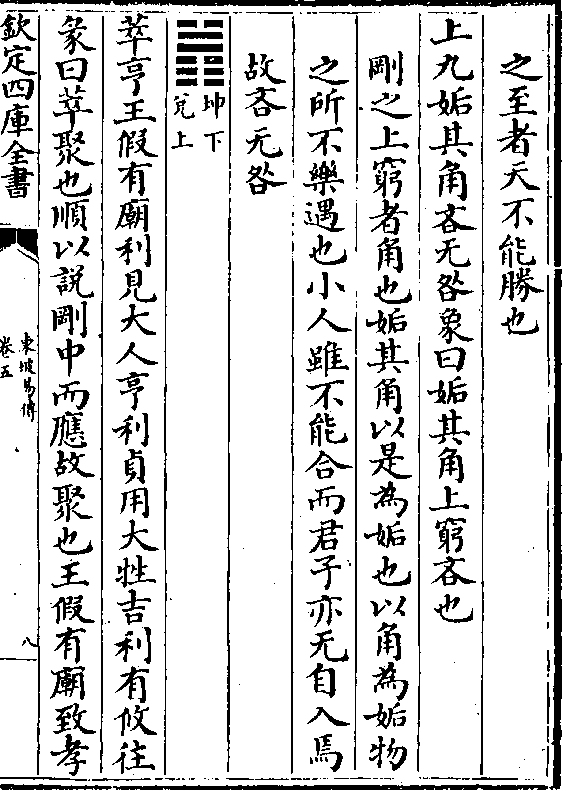 之至者天不能勝也
上九姤其角吝无咎象曰姤其角上窮吝也
剛之上窮者角也姤其角以是為姤也以角為姤物
之所不樂遇也小人雖不能合而君子亦无自入焉
故吝无咎
坤下
兌上
萃亨王假有廟利見大人亨利貞用大牲吉利有攸往
彖曰萃聚也順以說剛中而應故聚也王假有廟致孝
欽定四庫全書
東坡易傳
卷五
八